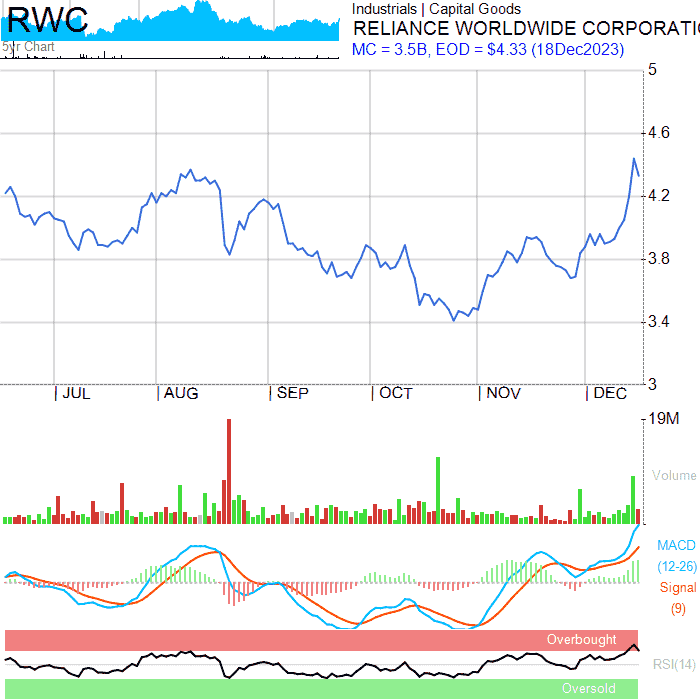 RWC
5yr Chart
Industrials | Capital Goods
RELIANCE WORLDWIDE CORPORATI
MC = 3.5B, EOD = $4.33 (18Dec2023)
5
4.6
4.2
3.8
3.4
3
JUL AUG SEP OCT NOV DEC
19M
Volume
MACD
(12-26)
Signal
(9)
Overbought
RSI(14)
Oversold